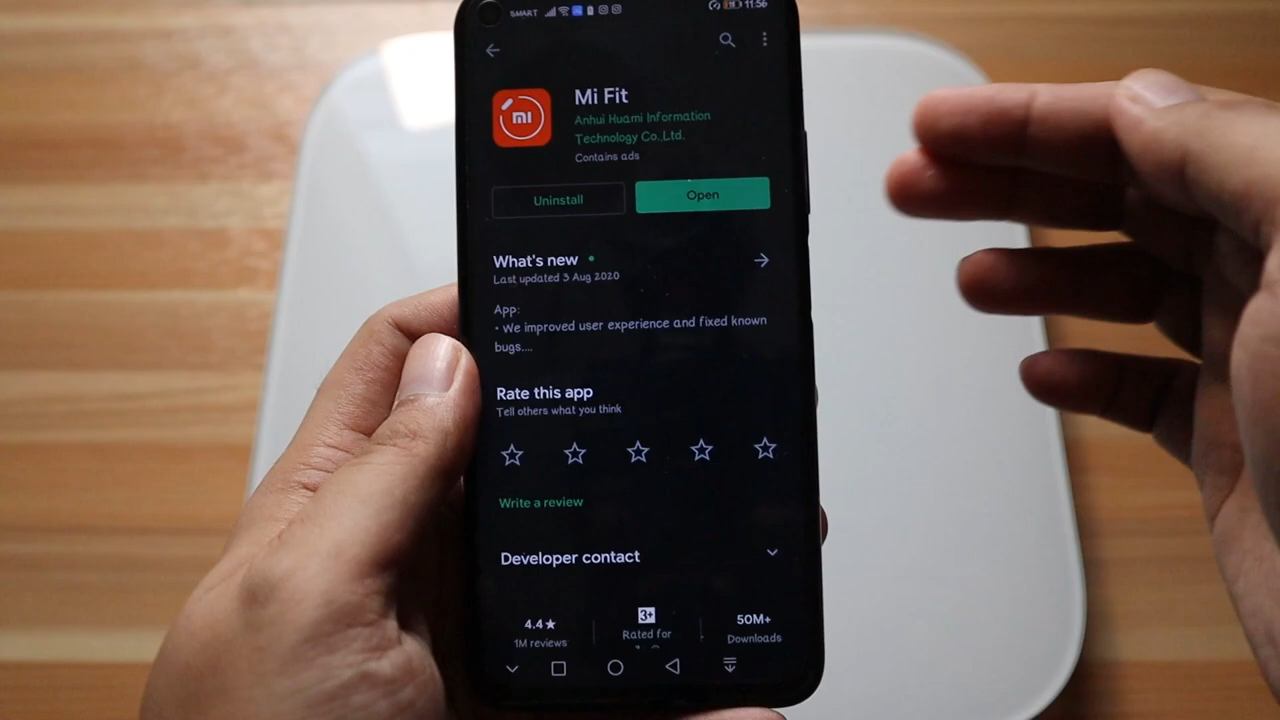 SMART 11:56
mi
Mi Fit
Anhui Huami Information
Technology Co.,Ltd.
Contains ads
Uninstall
Open
What's new
Last updated 3 Aug 2020
App:
• We improved user experience and fixed known
bugs....
Rate this app
Tell others what you think
Write a review
Developer contact
4.4★ 3+ 50M+
1M reviews Rated for Downloads